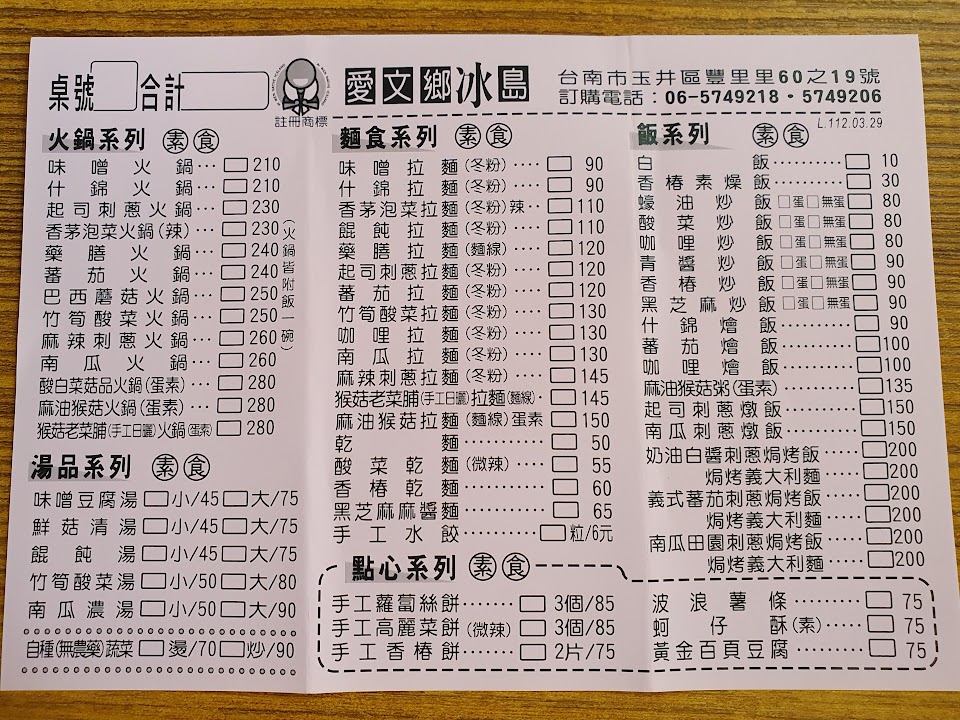 桌號 合計 註冊商標 愛文鄉冰島
台南市玉井區豐里里60之19號
訂購電話：06-5749218・5749206
L.112.03.29
火鍋系列 素食
味噌火鍋… 210
什錦火鍋… 210
起司刺蔥火鍋… 230
香茅泡菜火鍋(辣)… 230
藥膳火鍋… 240
蕃茄火鍋… 240
巴西蘑菇火鍋… 250
竹筍酸菜火鍋… 250
麻辣刺蔥火鍋… 260
南瓜火鍋… 260
酸白菜菇品火鍋(蛋素)… 280
麻油猴菇火鍋(蛋素)… 280
猴菇老菜脯(手工日曬)火鍋(蛋素) 280
(火鍋皆附飯一碗)
湯品系列 素食
味噌豆腐湯 小/45 大/75
鮮菇清湯 小/45 大/75
餛飩湯 小/45 大/75
竹筍酸菜湯 小/50 大/80
南瓜濃湯 小/50 大/90
自種(無農藥)蔬菜 燙/70 炒/90
麵食系列 素食
味噌拉麵(冬粉)‥‥ 90
什錦拉麵(冬粉)‥‥ 90
香茅泡菜拉麵(冬粉)辣‥ 110
餛飩拉麵(冬粉)‥‥ 110
藥膳拉麵(麵線)‥‥ 120
起司刺蔥拉麵(冬粉)‥‥ 120
蕃茄拉麵(冬粉)‥‥ 120
竹筍酸菜拉麵(冬粉)‥‥ 130
咖哩拉麵(冬粉)‥‥ 130
南瓜拉麵(冬粉)‥‥ 130
麻辣刺蔥拉麵(冬粉)‥‥ 145
猴菇老菜脯(手工日曬)拉麵(麵線)‥ 145
麻油猴菇拉麵(麵線)蛋素 150
乾麵‥‥‥‥ 50
酸菜乾麵(微辣)‥‥ 55
香椿乾麵‥‥‥‥ 60
黑芝麻麻醬麵‥‥‥‥ 65
手工水餃‥‥‥‥ 粒/6元
飯系列 素食
白飯‥‥‥‥‥ 10
香椿素燥飯‥‥‥‥‥ 30
蠔油炒飯 □蛋□無蛋 80
酸菜炒飯 □蛋□無蛋 80
咖哩炒飯 □蛋□無蛋 80
青醬炒飯 □蛋□無蛋 90
香椿炒飯 □蛋□無蛋 90
黑芝麻炒飯 □蛋□無蛋 90
什錦燴飯‥‥‥‥‥ 90
蕃茄燴飯‥‥‥‥‥ 100
咖哩燴飯‥‥‥‥‥ 100
麻油猴菇粥(蛋素)‥‥‥‥ 135
起司刺蔥燉飯‥‥‥‥ 150
南瓜刺蔥燉飯‥‥‥‥ 150
奶油白醬刺蔥焗烤飯‥‥ 200
焗烤義大利麵‥‥ 200
義式蕃茄刺蔥焗烤飯‥‥ 200
焗烤義大利麵‥‥ 200
南瓜田園刺蔥焗烤飯‥‥ 200
焗烤義大利麵‥‥ 200
點心系列 素食
手工蘿蔔絲餅‥‥‥ 3個/85
手工高麗菜餅(微辣) 3個/85
手工香椿餅‥‥‥ 2片/75
波浪薯條‥‥‥‥ 75
蚵仔酥(素)‥‥‥ 75
黃金百頁豆腐‥‥‥‥ 75